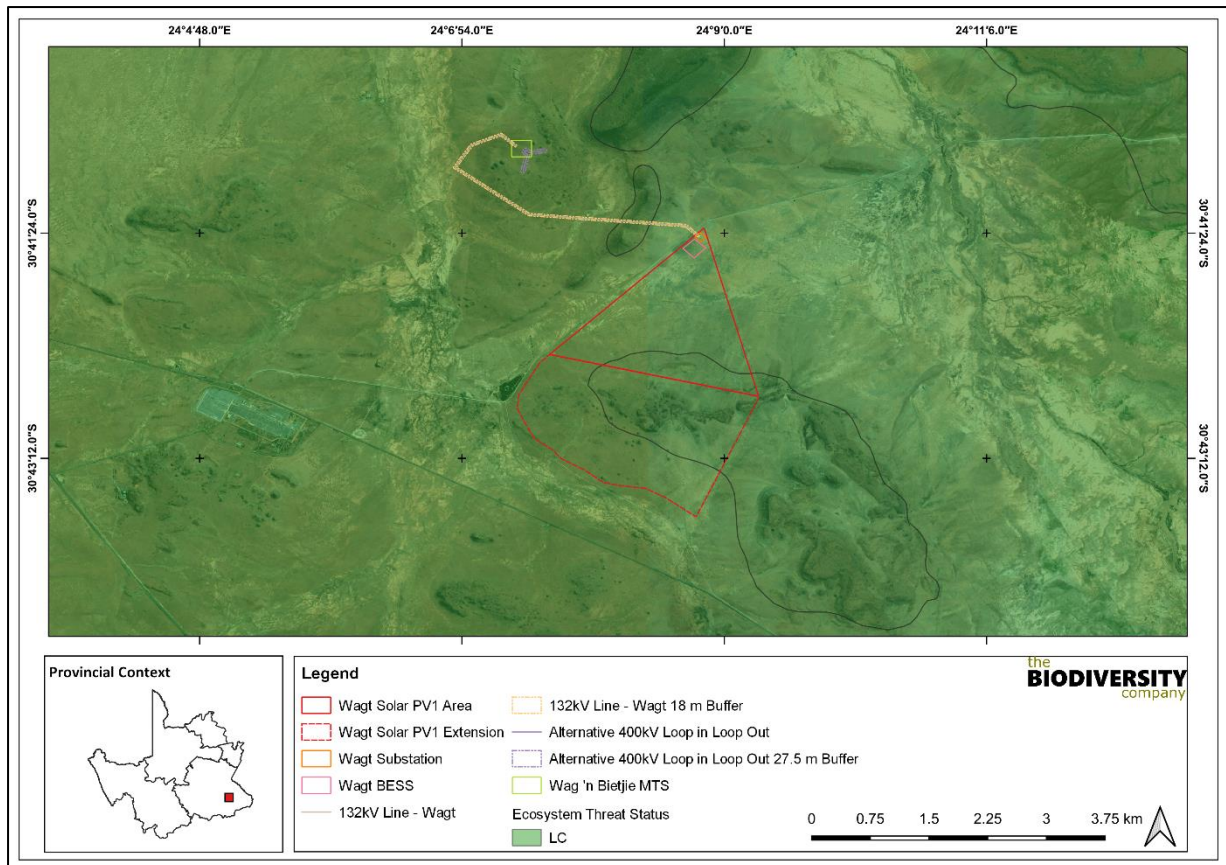 24°4'48.0"E 24°6'54.0"E 24°9'0.0"E 24°11'6.0"E
30°41'24.0"S 30°41'24.0"S
30°43'12.0"S 30°43'12.0"S
Provincial Context
Legend
Wagt Solar PV1 Area
Wagt Solar PV1 Extension
Wagt Substation
Wagt BESS
132kV Line - Wagt
132kV Line - Wagt 18 m Buffer
Alternative 400kV Loop in Loop Out
Alternative 400kV Loop in Loop Out 27.5 m Buffer
Wag 'n Bietjie MTS
Ecosystem Threat Status
LC
the
BIODIVERSITY
company
0 0.75 1.5 2.25 3 3.75 km